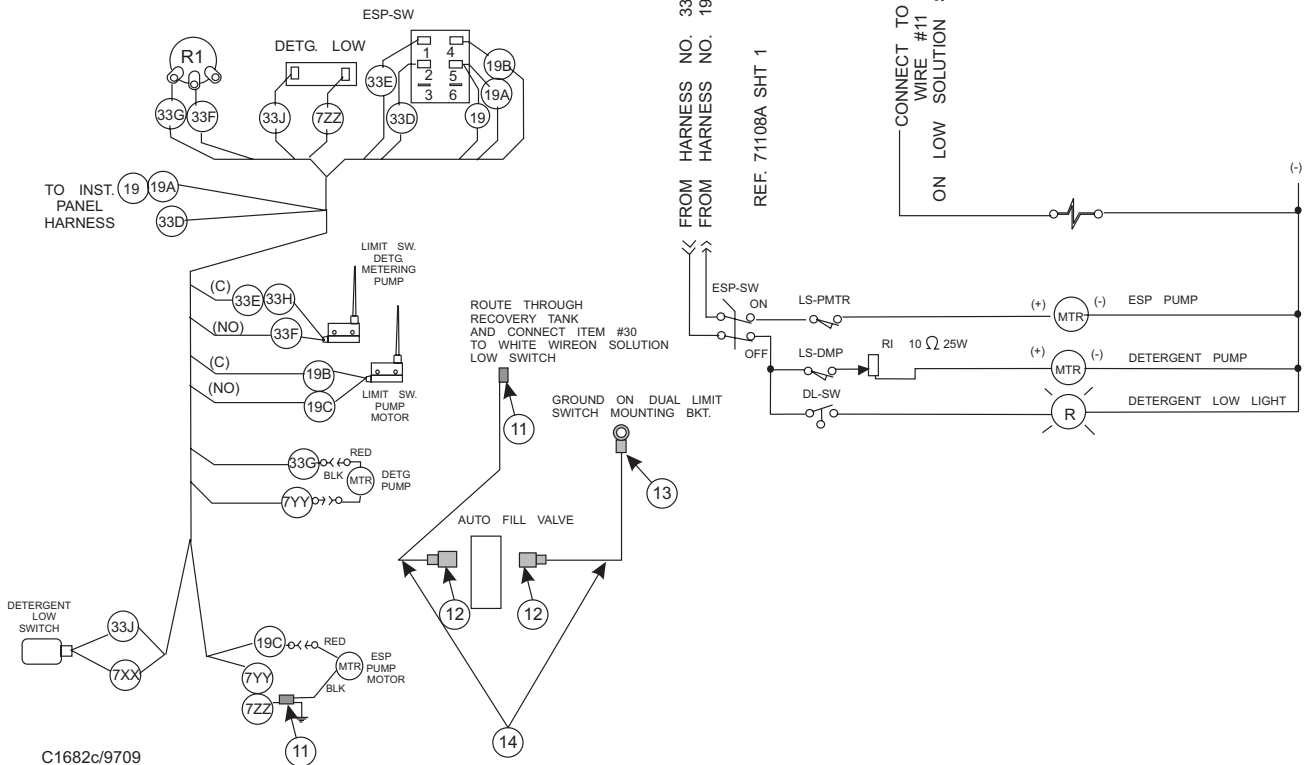 ESP-SW
R1
DETG. LOW
1 4
2 5
3 6
33G
33F
33J
7ZZ
33E
33D
19B
19A
19
TO INST.
PANEL
HARNESS
19
19A
33D
LIMIT SW.
DETG.
METERING
PUMP
(C)
33E
33H
(NO)
33F
(C)
19B
(NO)
19C
LIMIT SW.
PUMP
MOTOR
33G
RED
BLK
MTR
DETG
PUMP
7YY
DETERGENT
LOW
SWITCH
33J
7XX
19C
RED
MTR
ESP
PUMP
MOTOR
BLK
7YY
7ZZ
11
C1682c/9709
ROUTE THROUGH
RECOVERY TANK
AND CONNECT ITEM #30
TO WHITE WIREON SOLUTION
LOW SWITCH
11
GROUND ON DUAL LIMIT
SWITCH MOUNTING BKT.
13
AUTO FILL VALVE
12
12
14
FROM HARNESS NO. 33
FROM HARNESS NO. 19
REF. 71108A SHT 1
CONNECT TO
WIRE #11
ON LOW SOLUTION
(-)
ESP-SW
ON
OFF
LS-PMTR
(+)
MTR
(-)
ESP PUMP
LS-DMP
RI 10 Ω 25W
(+)
MTR
(-)
DETERGENT PUMP
DL-SW
R
DETERGENT LOW LIGHT